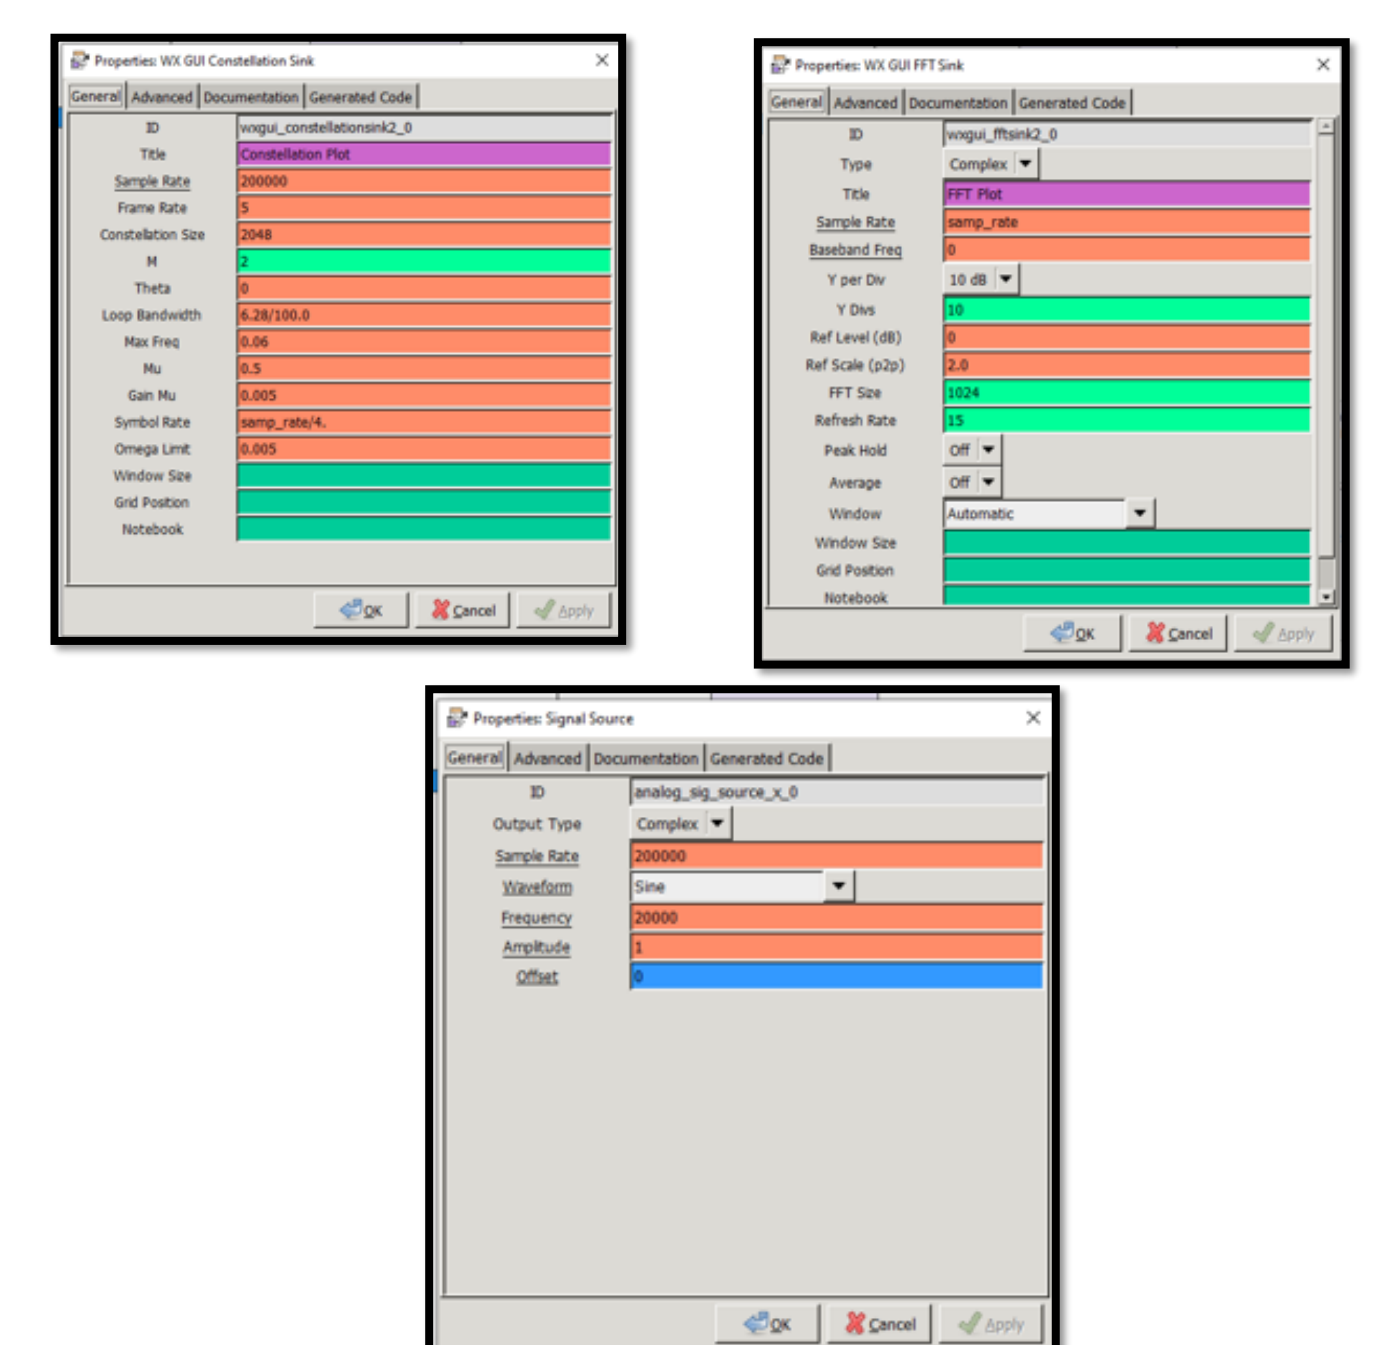 Properties: WX GUI Constellation Sink
General Advanced Documentation Generated Code
ID wxgui_constellationsink2_0
Title Constellation Plot
Sample Rate 200000
Frame Rate 5
Constellation Size 2048
M 2
Theta 0
Loop Bandwidth 6.28/100.0
Max Freq 0.06
Mu 0.5
Gain Mu 0.005
Symbol Rate samp_rate/4.
Omega Limit 0.005
Window Size
Grid Position
Notebook
OK Cancel Apply
Properties: WX GUI FFT Sink
General Advanced Documentation Generated Code
ID wxgui_fftsink2_0
Type Complex
Title FFT Plot
Sample Rate samp_rate
Baseband Freq 0
Y per Div 10 dB
Y Divs 10
Ref Level (dB) 0
Ref Scale (p2p) 2.0
FFT Size 1024
Refresh Rate 15
Peak Hold Off
Average Off
Window Automatic
Window Size
Grid Position
Notebook
OK Cancel Apply
Properties: Signal Source
General Advanced Documentation Generated Code
ID analog_sig_source_x_0
Output Type Complex
Sample Rate 200000
Waveform Sine
Frequency 20000
Amplitude 1
Offset 0
OK Cancel Apply